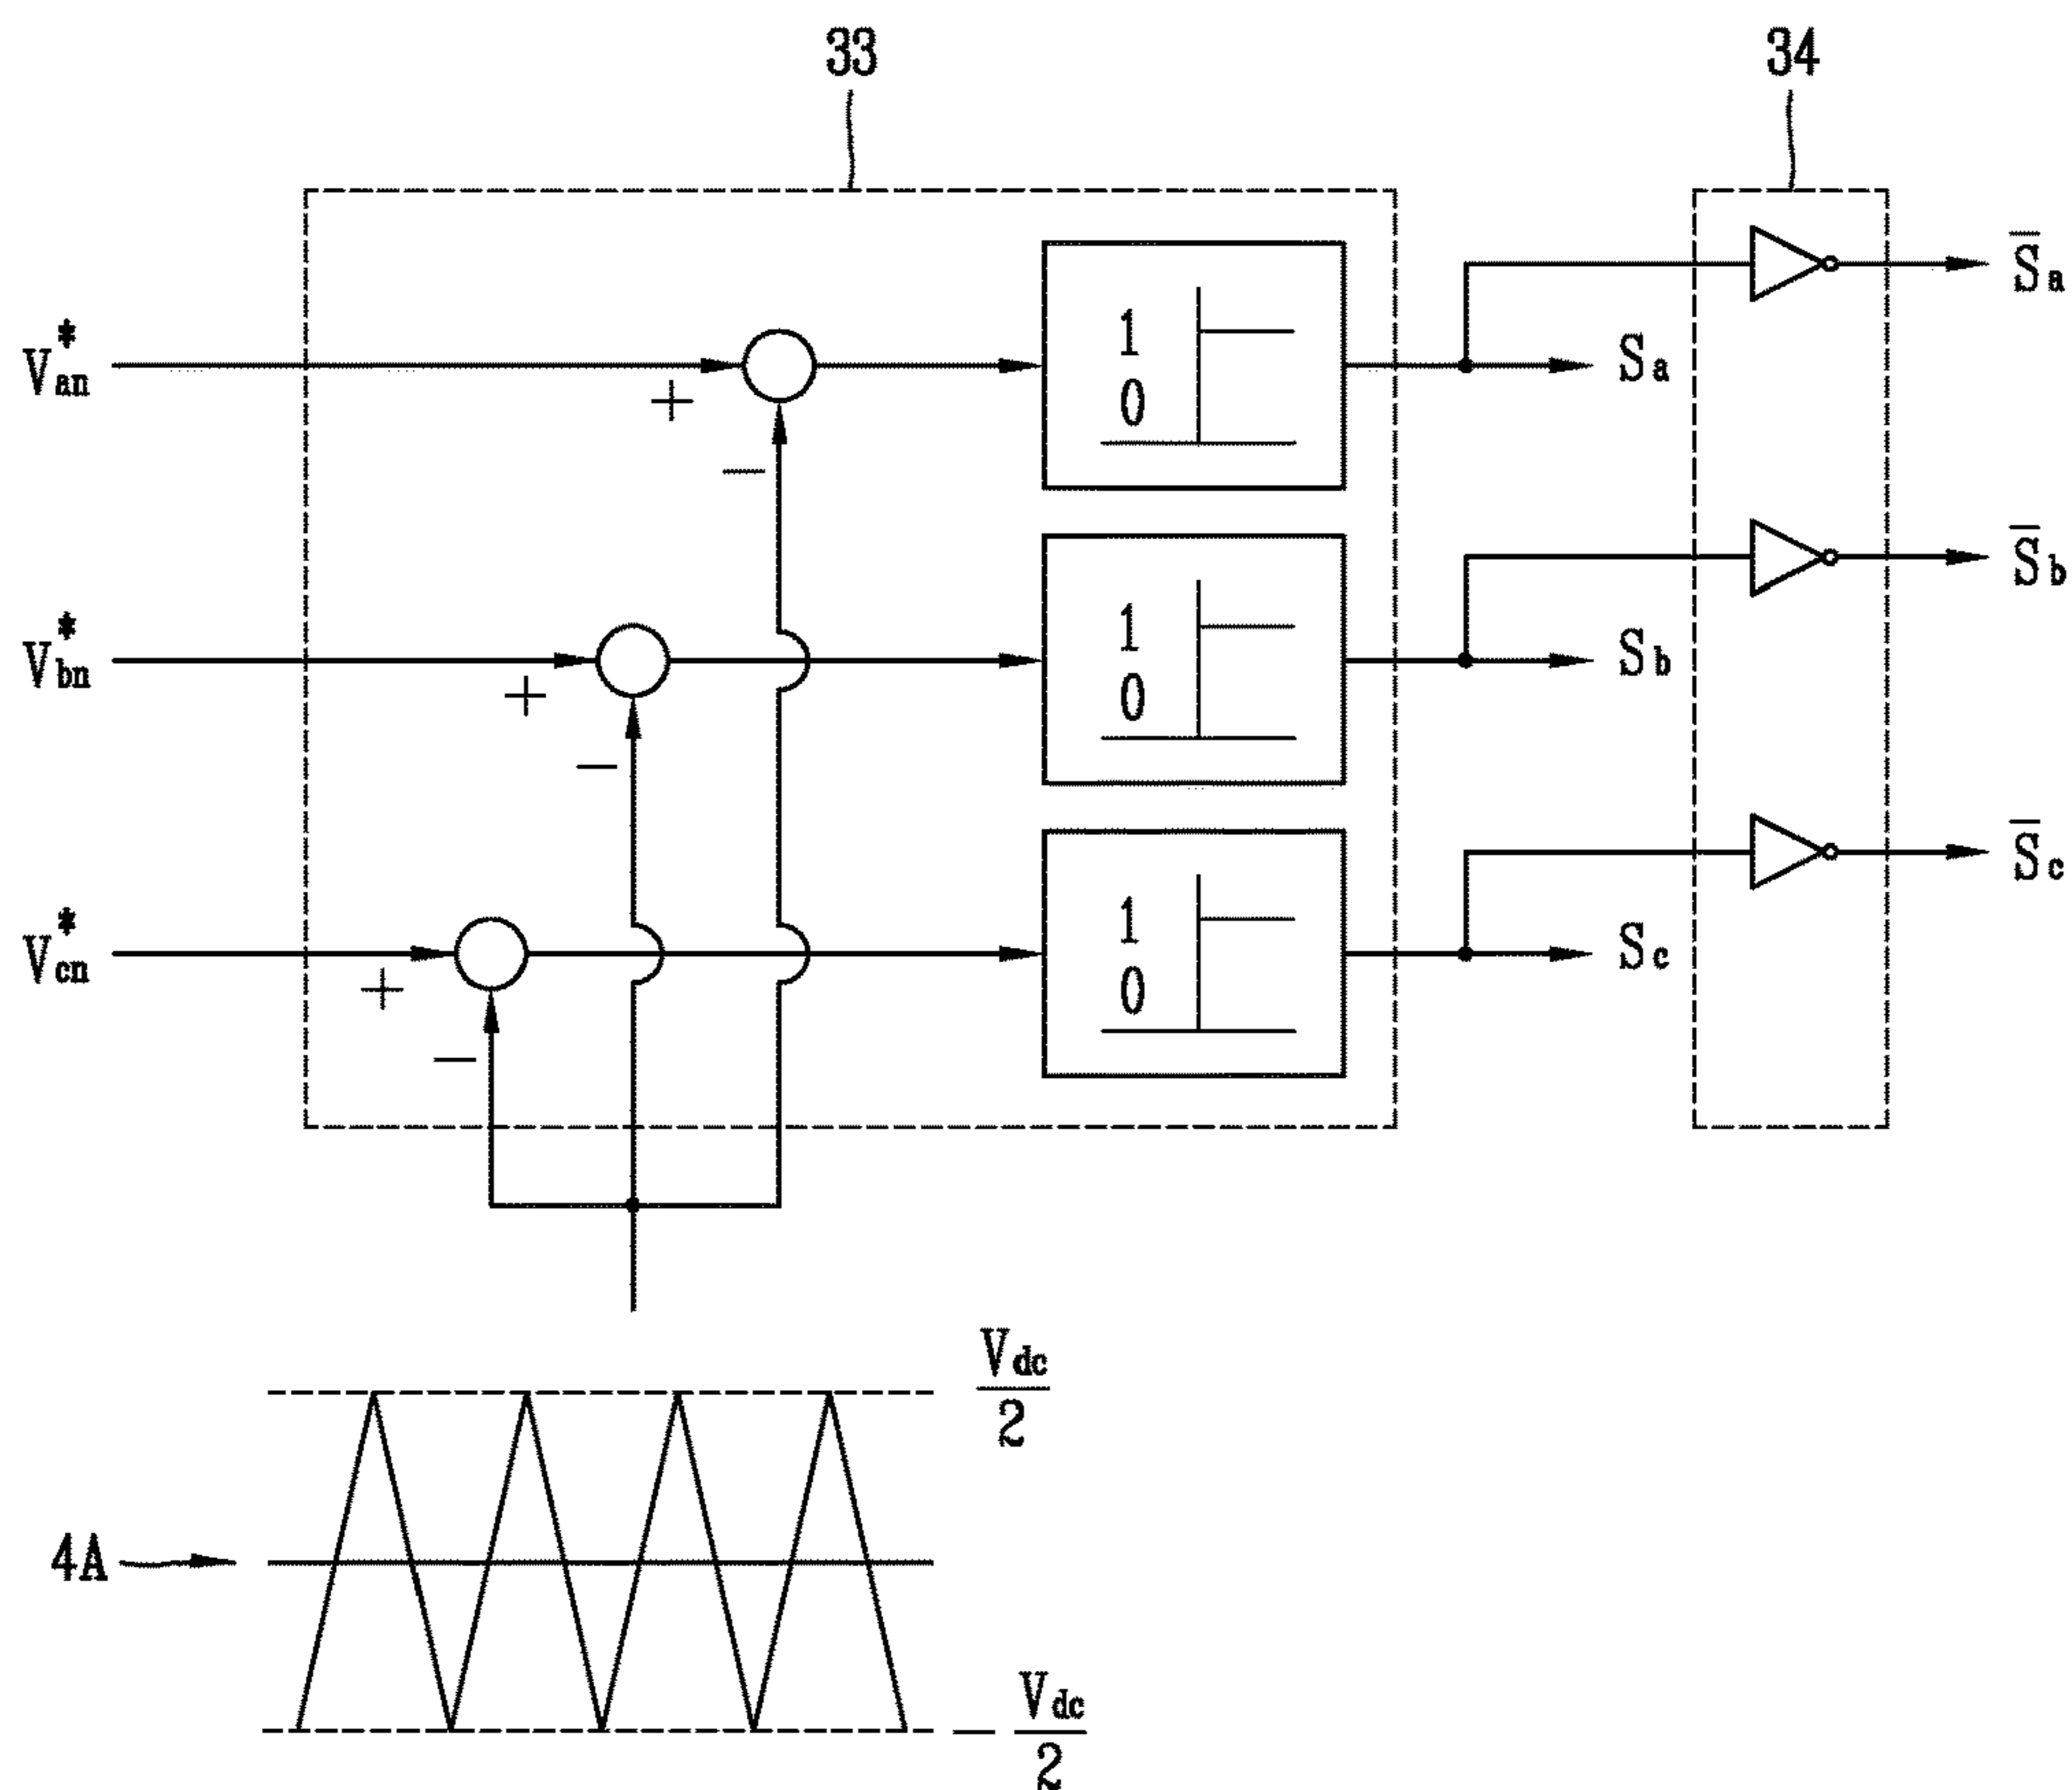 33
34
S̅a
V*an
+
−
1
0
Sa
S̅b
V*bn
+
−
1
0
Sb
S̅c
V*cn
+
−
1
0
Sc
Vdc
2
4A
− Vdc
2